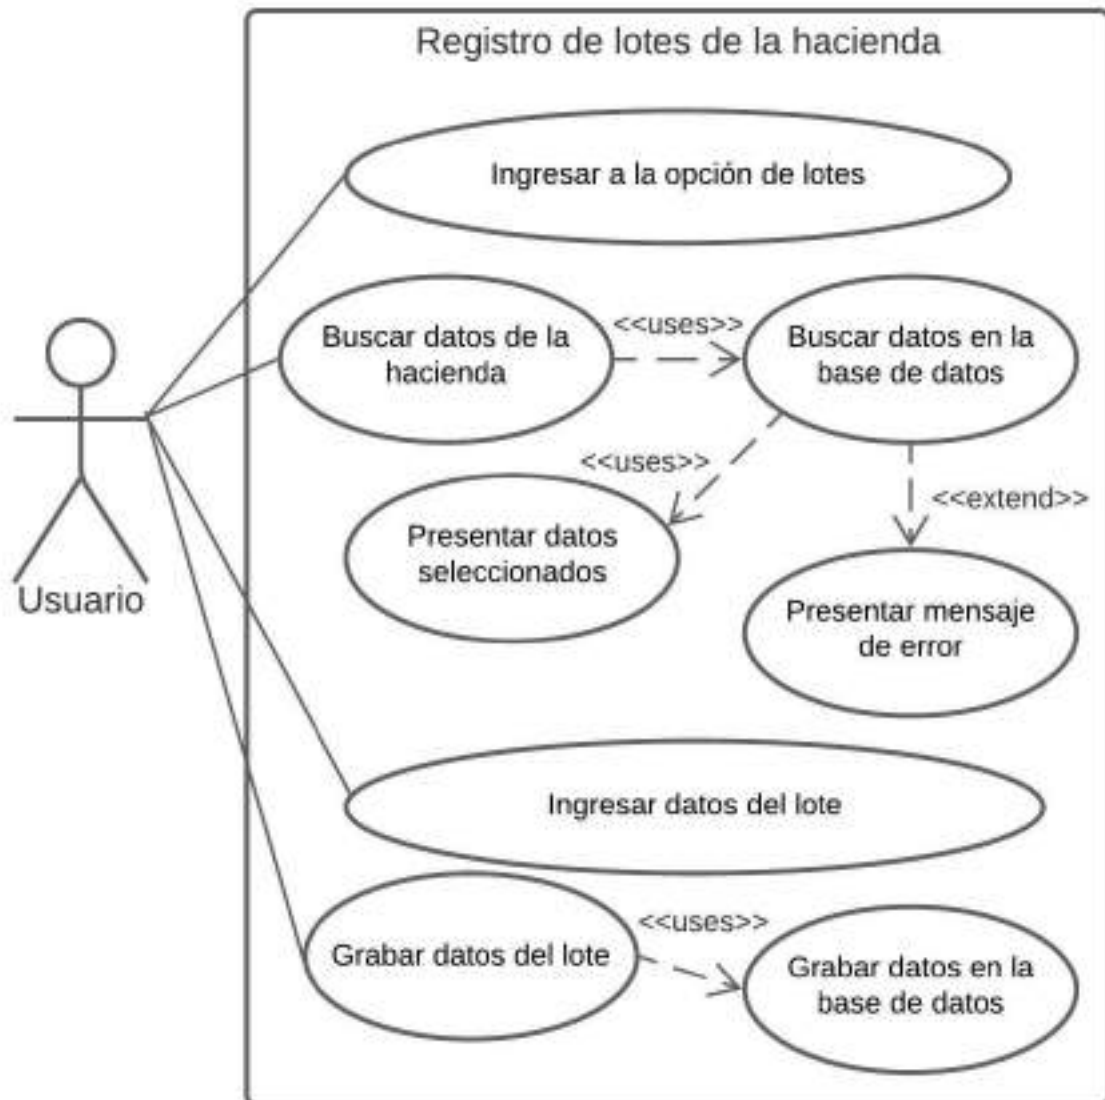 Registro de lotes de la hacienda
Ingresar a la opción de lotes
Buscar datos de la
hacienda
<<uses>>
Buscar datos en la
base de datos
<<uses>>
<<extend>>
Presentar datos
seleccionados
Usuario
Presentar mensaje
de error
Ingresar datos del lote
Grabar datos del lote
<<uses>>
Grabar datos en la
base de datos